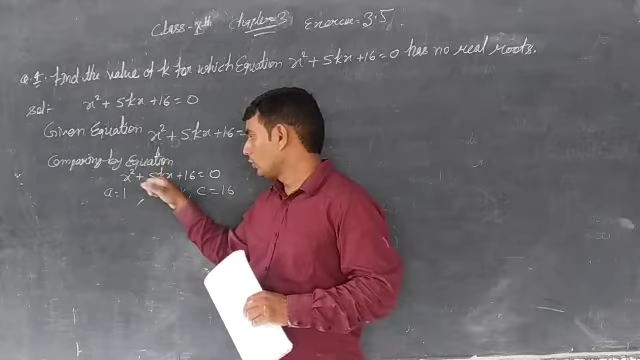 Class-xth Chapter-3 Exercise-3.5
Q.4. Find the value of k for which Equation x² + 5kx + 16 = 0 has no real roots.
Sol:- x² + 5kx + 16 = 0
Given Equation x² + 5kx + 16 =
Comparing by Equation
x² + 5kx + 16 = 0
a = 1, c = 16